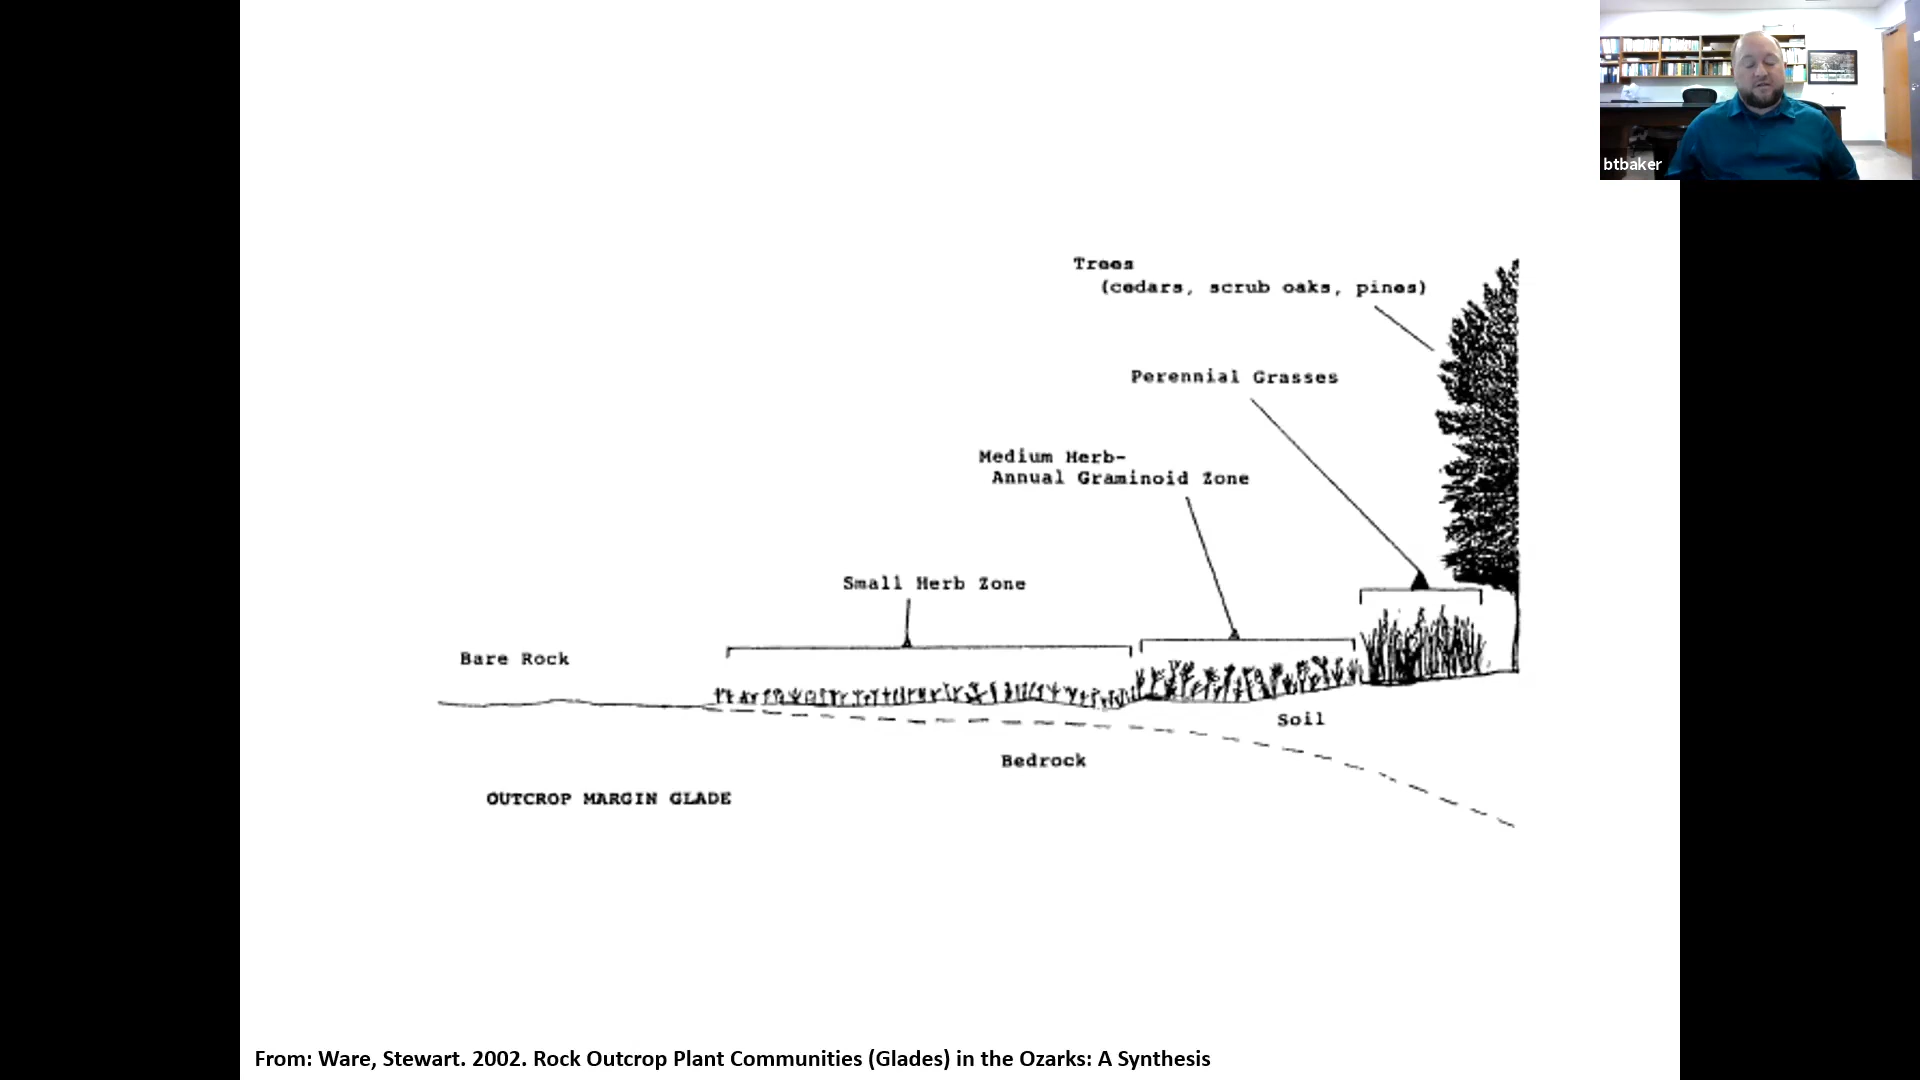 btbaker
Trees
(cedars, scrub oaks, pines)
Perennial Grasses
Medium Herb-
Annual Graminoid Zone
Small Herb Zone
Bare Rock
Soil
Bedrock
OUTCROP MARGIN GLADE
From: Ware, Stewart. 2002. Rock Outcrop Plant Communities (Glades) in the Ozarks: A Synthesis